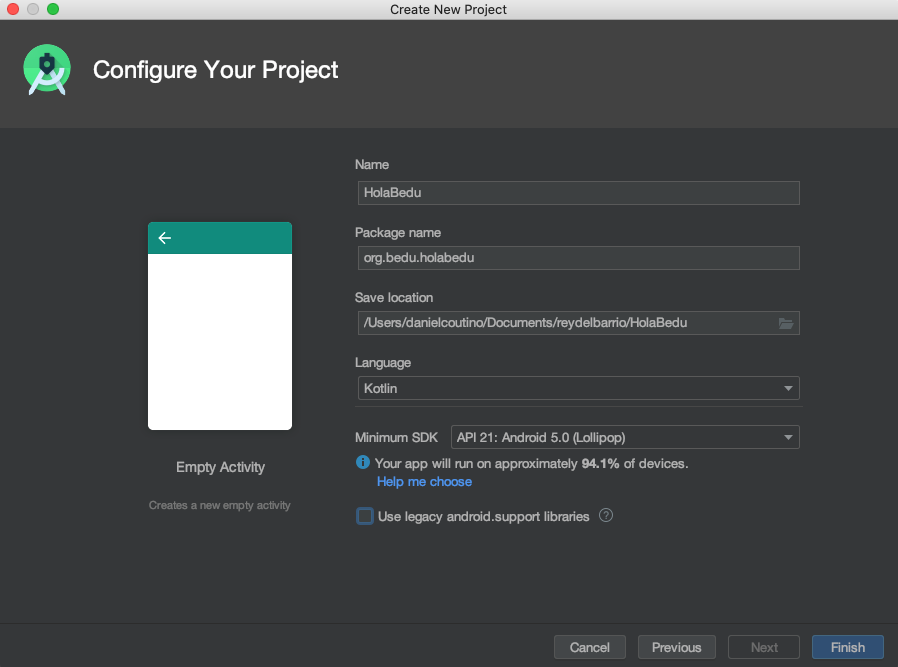 Create New Project
Configure Your Project
Name
HolaBedu
Package name
org.bedu.holabedu
Save location
/Users/danielcoutino/Documents/reydelbarrio/HolaBedu
Language
Kotlin
Minimum SDK API 21: Android 5.0 (Lollipop)
Your app will run on approximately 94.1% of devices.
Help me choose
Use legacy android.support libraries
Empty Activity
Creates a new empty activity
Cancel Previous Next Finish